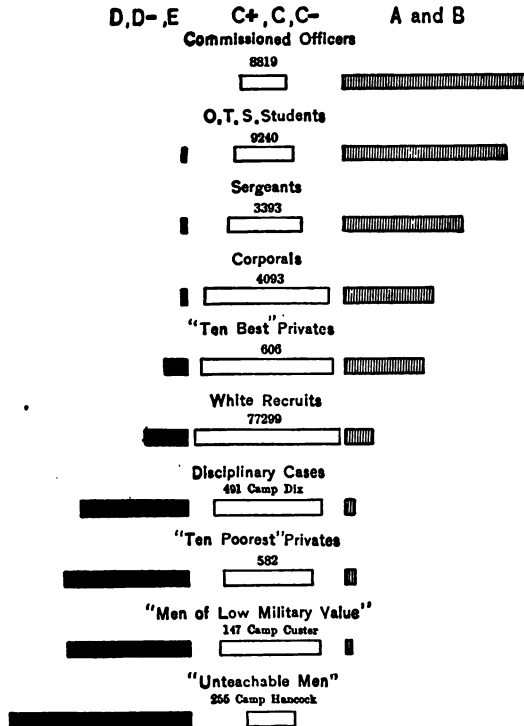 D,D-,E C+,C,C- A and B
Commissioned Officers
8819
O.T.S.Students
9240
Sergeants
3393
Corporals
4093
"Ten Best" Privates
606
White Recruits
77299
Disciplinary Cases
491 Camp Dix
"Ten Poorest" Privates
582
"Men of Low Military Value"
147 Camp Custer
"Unteachable Men"
255 Camp Hancock